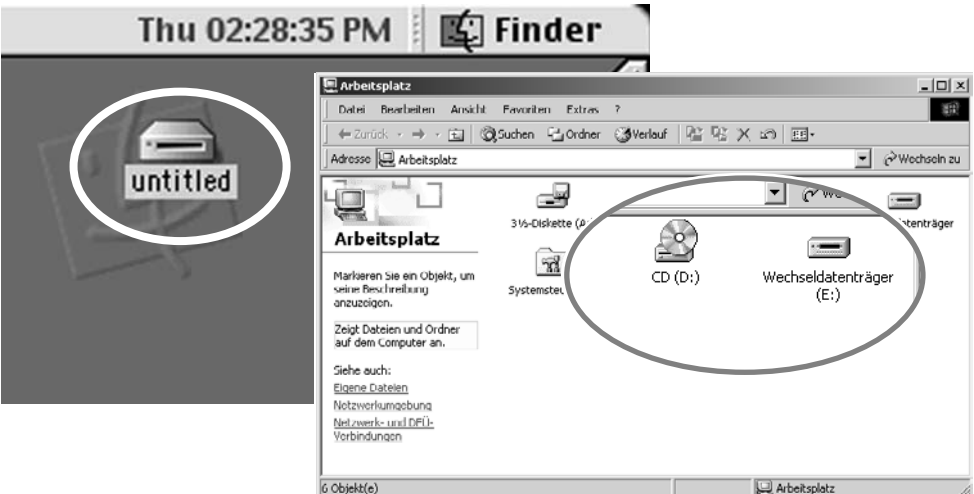 Thu 02:28:35 PM Finder
untitled
Arbeitsplatz
Datei Bearbeiten Ansicht Favoriten Extras ?
Zurück Suchen Ordner Verlauf
Adresse Arbeitsplatz Wechseln zu
Arbeitsplatz
Markieren Sie ein Objekt, um
seine Beschreibung
anzuzeigen.
Zeigt Dateien und Ordner
auf dem Computer an.
Siehe auch:
Eigene Dateien
Netzwerkumgebung
Netzwerk- und DFÜ-
Verbindungen
3½-Diskette (A:
Systemsteu
CD (D:)
Wechseldatenträger
(E:)
atenträger
6 Objekt(e) Arbeitsplatz